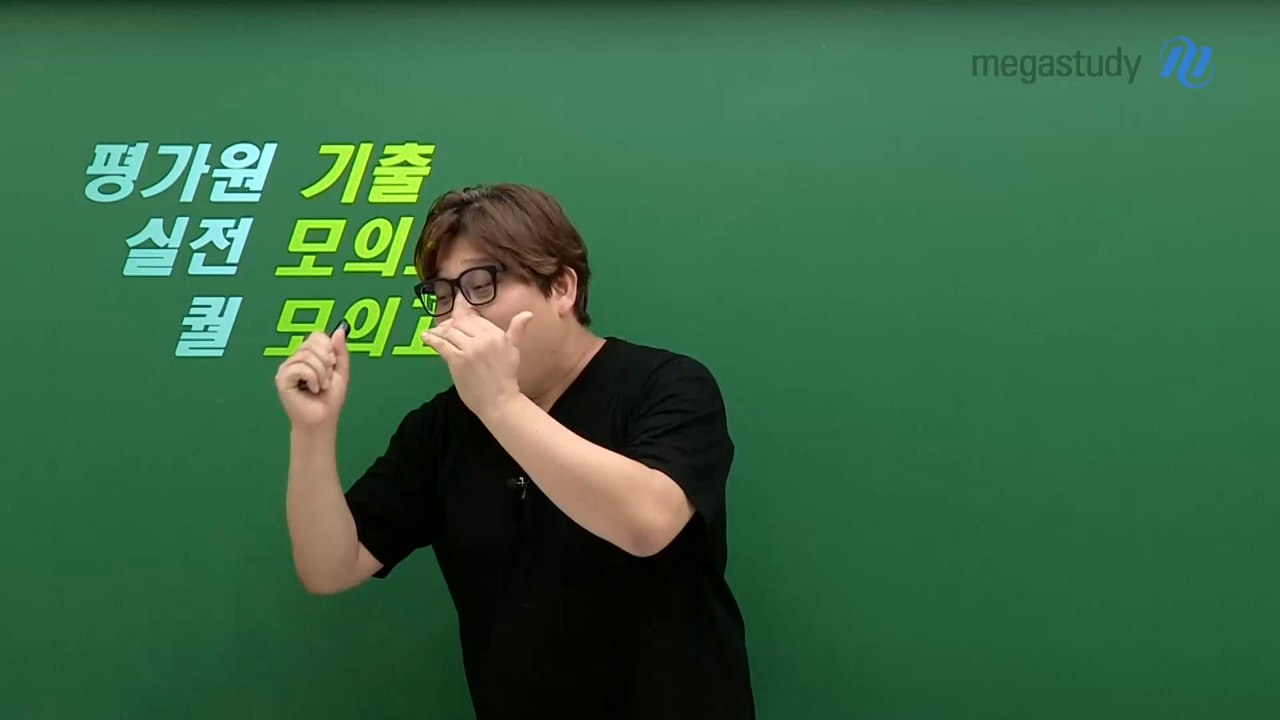 megastudy
평가원 기출
실전 모의
퀄 모의